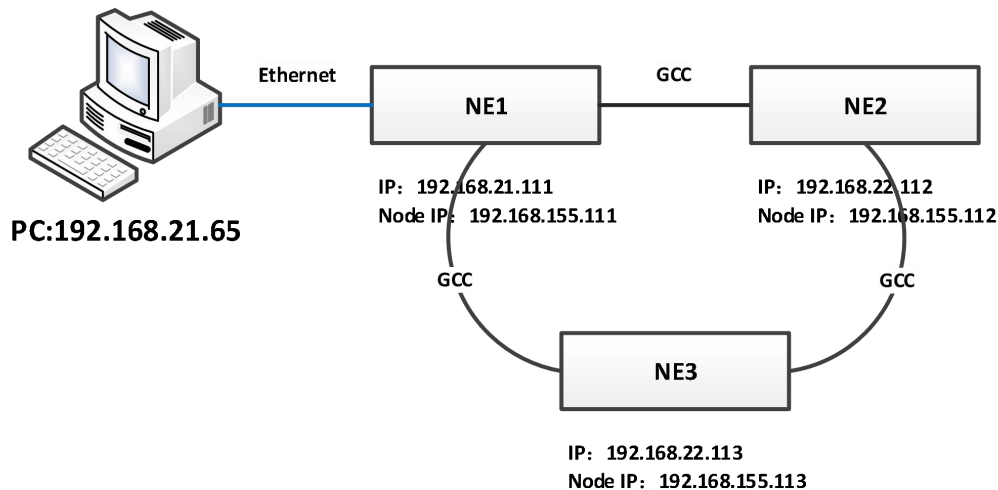 Ethernet
GCC
NE1
NE2
IP：192.168.21.111
Node IP：192.168.155.111
IP：192.168.22.112
Node IP：192.168.155.112
PC:192.168.21.65
GCC
GCC
NE3
IP：192.168.22.113
Node IP：192.168.155.113